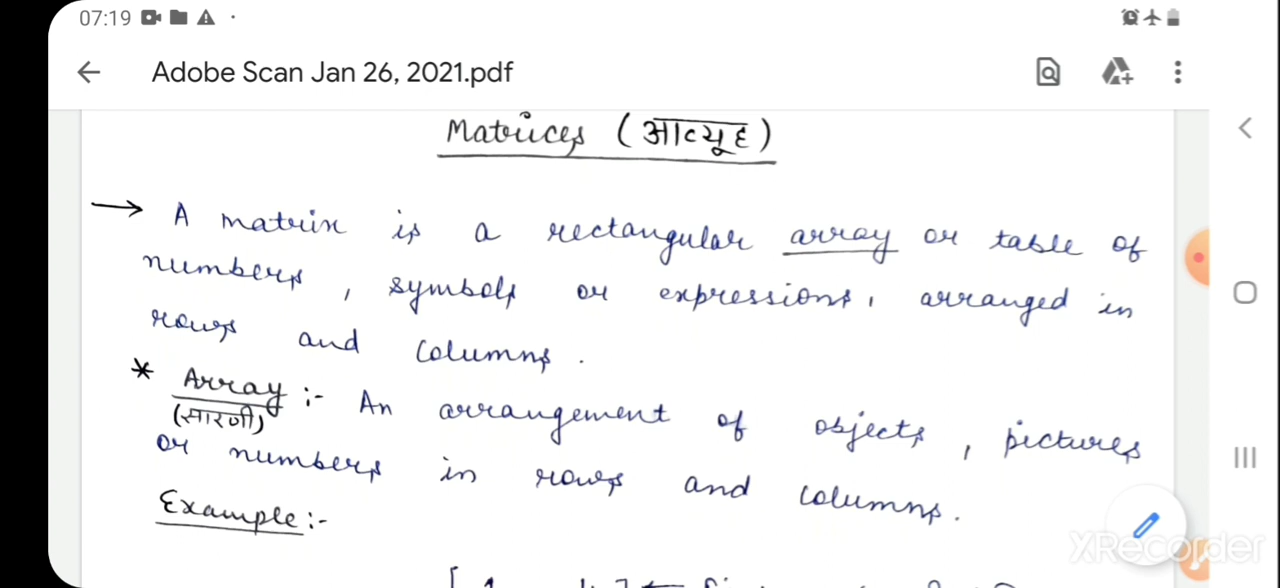 07:19
Adobe Scan Jan 26, 2021.pdf
Matrices (आव्यूह)
→ A matrix is a rectangular array or table of
numbers, symbols or expressions, arranged in
rows and columns.
* Array :- An arrangement of objects, pictures
(सारणी)
or numbers in rows and columns.
Example :-
XRecorder